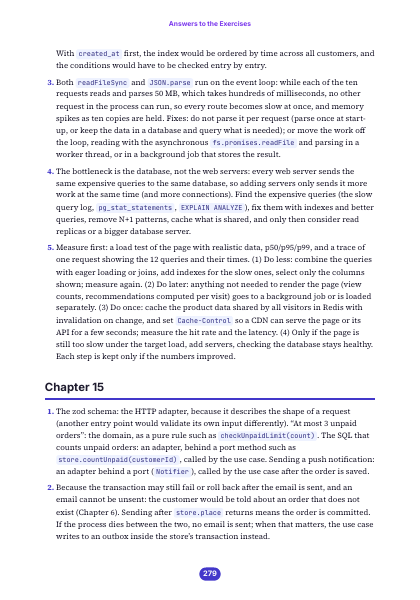 Answers to the Exercises
With created_at first, the index would be ordered by time across all customers, and
the conditions would have to be checked entry by entry.
3. Both readFileSync and JSON.parse run on the event loop: while each of the ten
requests reads and parses 50 MB, which takes hundreds of milliseconds, no other
request in the process can run, so every route becomes slow at once, and memory
spikes as ten copies are held. Fixes: do not parse it per request (parse once at start-
up, or keep the data in a database and query what is needed); or move the work off
the loop, reading with the asynchronous fs.promises.readFile and parsing in a
worker thread, or in a background job that stores the result.
4. The bottleneck is the database, not the web servers: every web server sends the
same expensive queries to the same database, so adding servers only sends it more
work at the same time (and more connections). Find the expensive queries (the slow
query log, pg_stat_statements, EXPLAIN ANALYZE), fix them with indexes and better
queries, remove N+1 patterns, cache what is shared, and only then consider read
replicas or a bigger database server.
5. Measure first: a load test of the page with realistic data, p50/p95/p99, and a trace of
one request showing the 12 queries and their times. (1) Do less: combine the queries
with eager loading or joins, add indexes for the slow ones, select only the columns
shown; measure again. (2) Do later: anything not needed to render the page (view
counts, recommendations computed per visit) goes to a background job or is loaded
separately. (3) Do once: cache the product data shared by all visitors in Redis with
invalidation on change, and set Cache-Control so a CDN can serve the page or its
API for a few seconds; measure the hit rate and the latency. (4) Only if the page is
still too slow under the target load, add servers, checking the database stays healthy.
Each step is kept only if the numbers improved.
Chapter 15
1. The zod schema: the HTTP adapter, because it describes the shape of a request
(another entry point would validate its own input differently). "At most 3 unpaid
orders": the domain, as a pure rule such as checkUnpaidLimit(count). The SQL that
counts unpaid orders: an adapter, behind a port method such as
store.countUnpaid(customerId), called by the use case. Sending a push notification:
an adapter behind a port (Notifier), called by the use case after the order is saved.
2. Because the transaction may still fail or roll back after the email is sent, and an
email cannot be unsent: the customer would be told about an order that does not
exist (Chapter 6). Sending after store.place returns means the order is committed.
If the process dies between the two, no email is sent; when that matters, the use case
writes to an outbox inside the store's transaction instead.
279